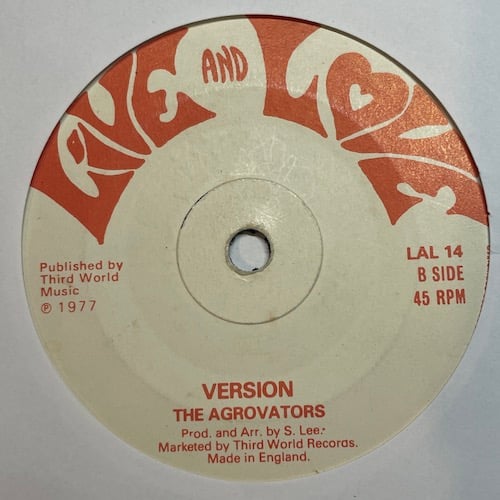 LIVE AND LOVE
Published by
Third World
Music
℗ 1977
LAL 14
B SIDE
45 RPM
VERSION
THE AGROVATORS
Prod. and Arr. by S. Lee.
Marketed by Third World Records.
Made in England.